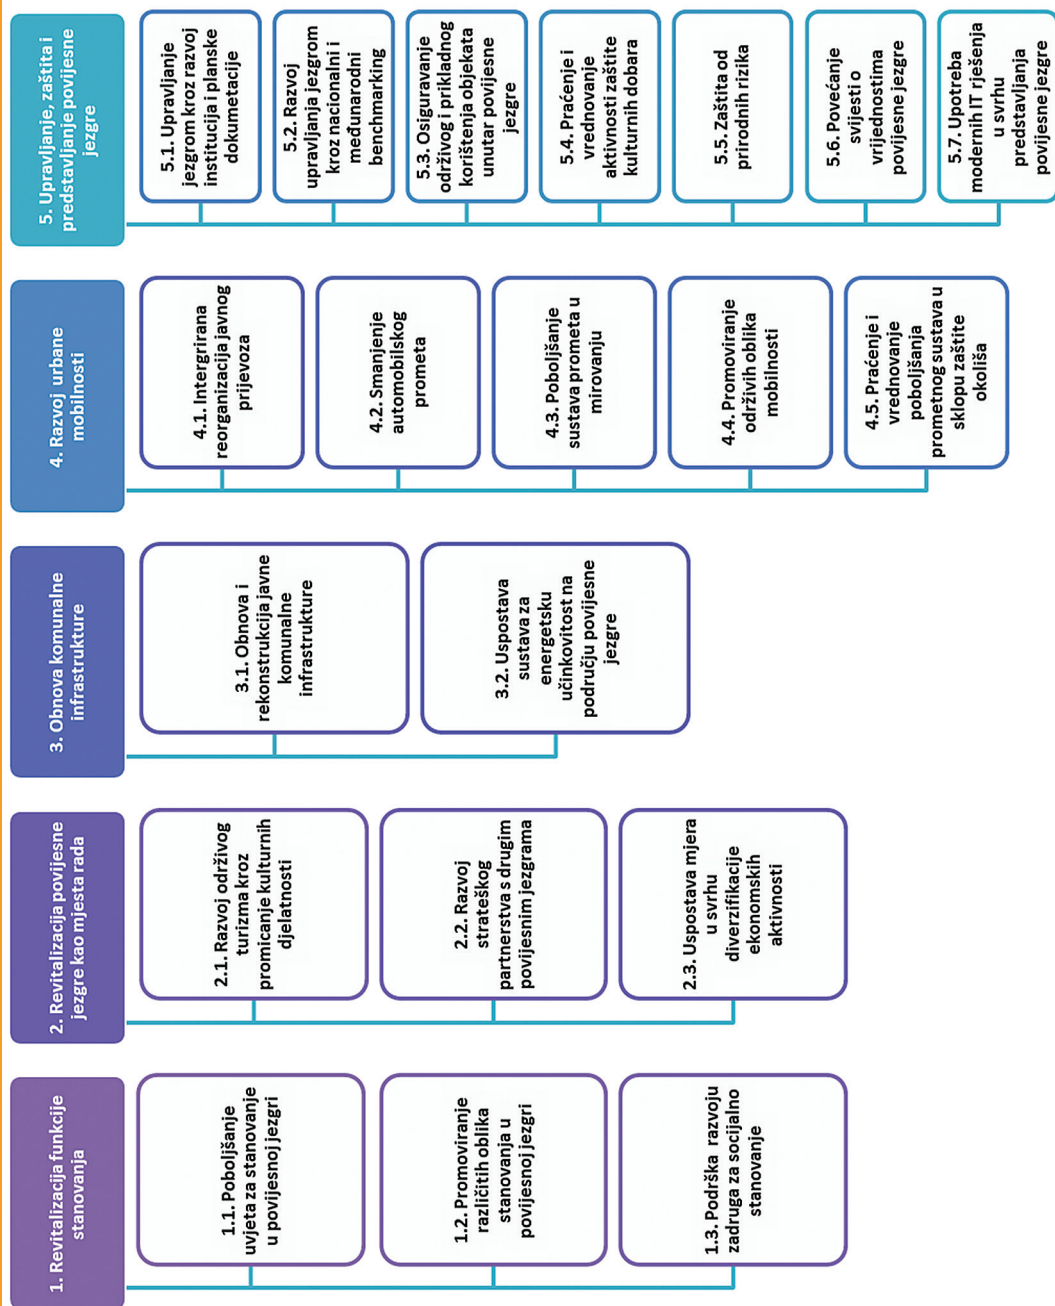 1. Revitalizacija funkcije
stanovanja
1.1. Poboljšanje
uvjeta za stanovanje
u povijesnoj jezgri
1.2. Promoviranje
različitih oblika
stanovanja u
povijesnoj jezgri
1.3. Podrška razvoju
zadruga za socijalno
stanovanje
2. Revitalizacija povijesne
jezgre kao mjesta rada
2.1. Razvoj održivog
turizma kroz
promicanje kulturnih
djelatnosti
2.2. Razvoj
strateškog
partnerstva s drugim
povijesnim jezgrama
2.3. Uspostava mjera
u svrhu
diverzifikacije
ekonomskih
aktivnosti
3. Obnova komunalne
infrastrukture
3.1. Obnova i
rekonstrukcija javne
komunalne
infrastrukture
3.2. Uspostava
sustava za
energetsku
učinkovitost na
području povijesne
jezgre
4. Razvoj urbane
mobilnosti
4.1. Intergrirana
reorganizacija javnog
prijevoza
4.2. Smanjenje
automobilskog
prometa
4.3. Poboljšanje
sustava prometa u
mirovanju
4.4. Promoviranje
održivih oblika
mobilnosti
4.5. Praćenje i
vrednovanje
poboljšanja
prometnog sustava u
sklopu zaštite
okoliša
5. Upravljanje, zaštita i
predstavljanje povijesne
jezgre
5.1. Upravljanje
jezgrom kroz razvoj
institucija i planske
dokumetacije
5.2. Razvoj
upravljanja jezgrom
kroz nacionalni i
međunarodni
benchmarking
5.3. Osiguravanje
održivog i prikladnog
korištenja objekata
unutar povijesne
jezgre
5.4. Praćenje i
vrednovanje
aktivnosti zaštite
kulturnih dobara
5.5. Zaštita od
prirodnih rizika
5.6. Povećanje
svijesti o
vrijednostima
povijesne jezgre
5.7. Upotreba
modernih IT rješenja
u svrhu
predstavljanja
povijesne jezgre